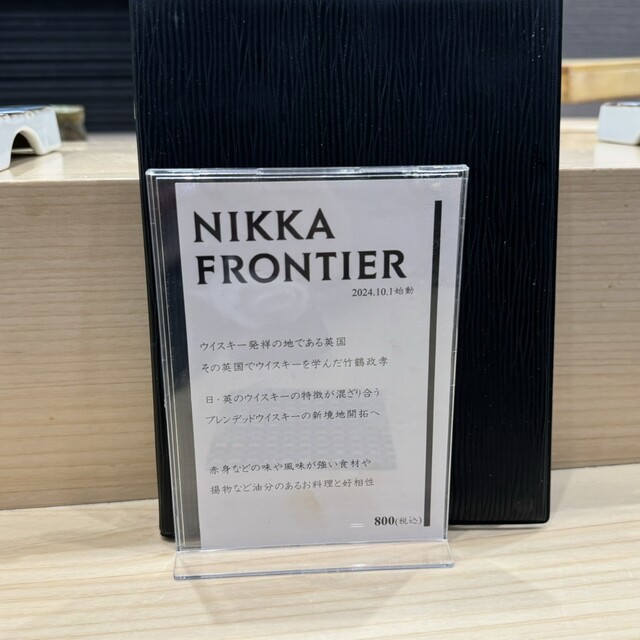 NIKKA
FRONTIER
2024.10.1始動
ウイスキー発祥の地である英国
その英国でウイスキーを学んだ竹鶴政孝
日・英のウイスキーの特徴が混ざり合う
ブレンデッドウイスキーの新境地開拓へ
赤身などの味や風味が強い食材や
揚物など油分のあるお料理と好相性
800(税込)